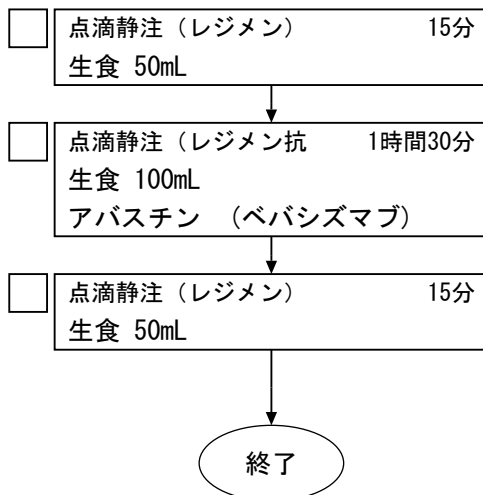 点滴静注（レジメン） 15分
生食 50mL
点滴静注（レジメン抗 1時間30分
生食 100mL
アバスチン （ベバシズマブ）
点滴静注（レジメン） 15分
生食 50mL
終了